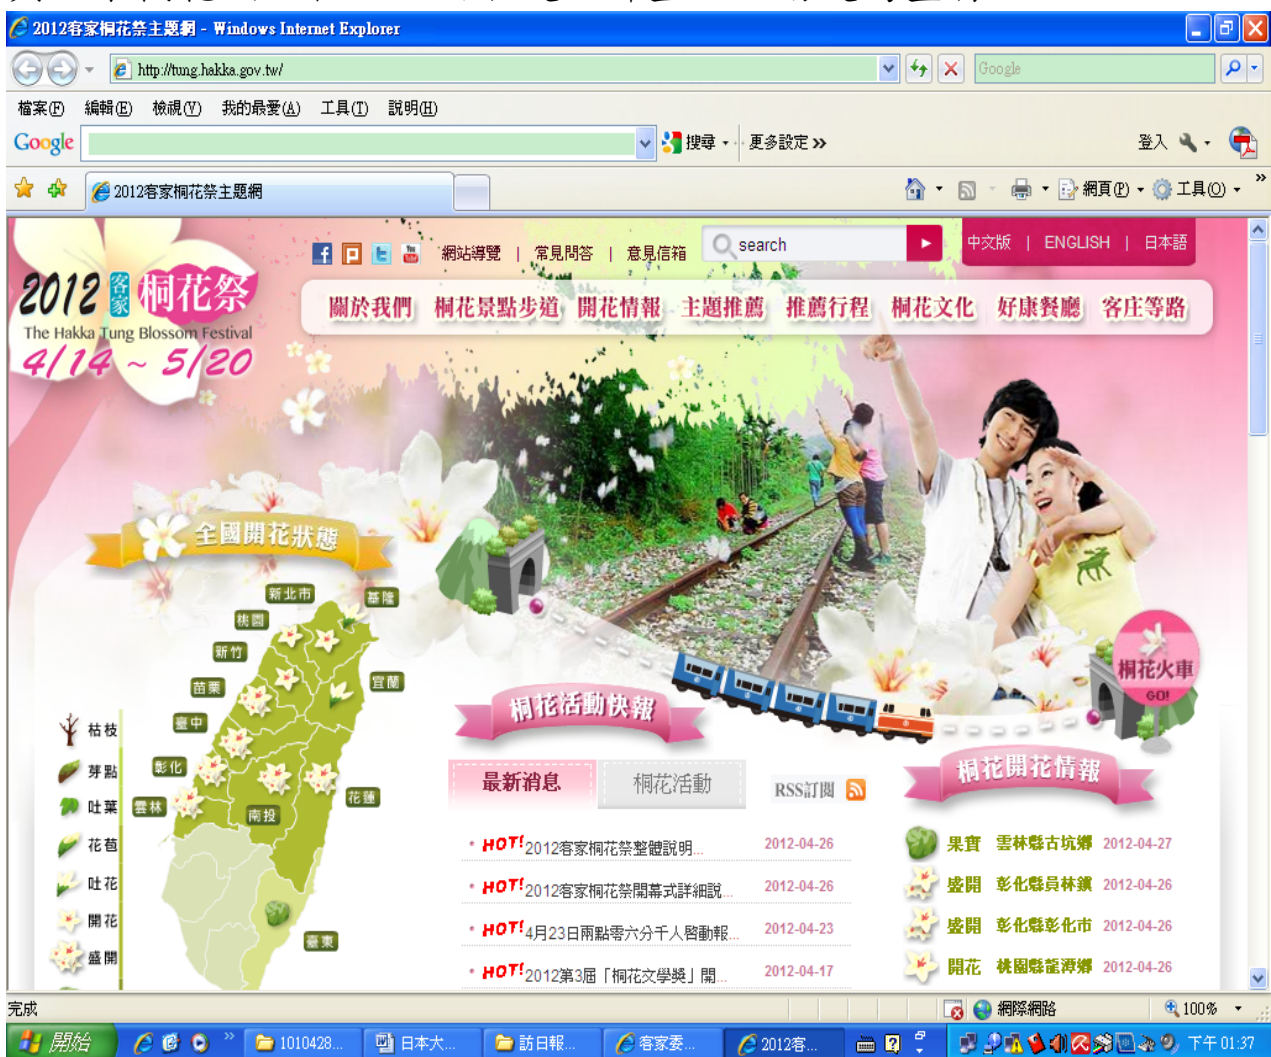 2012客家桐花祭主題網 - Windows Internet Explorer
http://tung.hakka.gov.tw/
Google
檔案(F) 編輯(E) 檢視(V) 我的最愛(A) 工具(T) 說明(H)
Google 搜尋 更多設定 »
登入
2012客家桐花祭主題網
網頁(P) 工具(O) »
網站導覽 | 常見問答 | 意見信箱 search
中文版 | ENGLISH | 日本語
2012 客家 桐花祭
The Hakka Tung Blossom Festival
4/14 ~ 5/20
關於我們 桐花景點步道 開花情報 主題推薦 推薦行程 桐花文化 好康餐廳 客庄等路
全國開花狀態
新北市
基隆
桃園
新竹
宜蘭
苗栗
臺中
彰化
雲林
南投
花蓮
臺東
枯枝
芽點
吐葉
花苞
吐花
開花
盛開
桐花火車
GO!
桐花活動快報
最新消息 桐花活動 RSS訂閱
HOT! 2012客家桐花祭整體說明... 2012-04-26
HOT! 2012客家桐花祭開幕式詳細說... 2012-04-26
HOT! 4月23日兩點零六分千人啓動報... 2012-04-23
HOT! 2012第3屆「桐花文學獎」開... 2012-04-17
桐花開花情報
果實 雲林縣古坑鄉 2012-04-27
盛開 彰化縣員林鎮 2012-04-26
盛開 彰化縣彰化市 2012-04-26
開花 桃園縣龍潭鄉 2012-04-26
完成 網際網路 100%
開始 » 1010428... 日本大... 訪日報... 客家委... 2012客... 下午 01:37